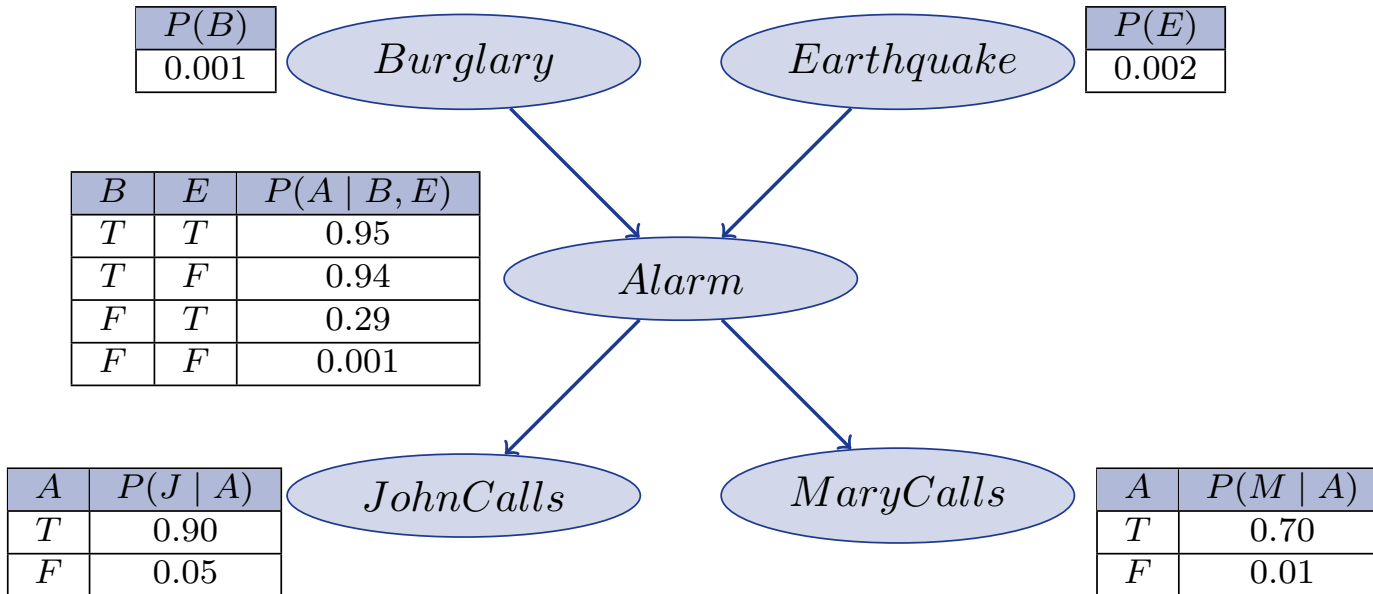 P(B)
0.001
Burglary
Earthquake
P(E)
0.002
B E P(A | B, E)
T T 0.95
T F 0.94
F T 0.29
F F 0.001
Alarm
A P(J | A)
T 0.90
F 0.05
JohnCalls
MaryCalls
A P(M | A)
T 0.70
F 0.01